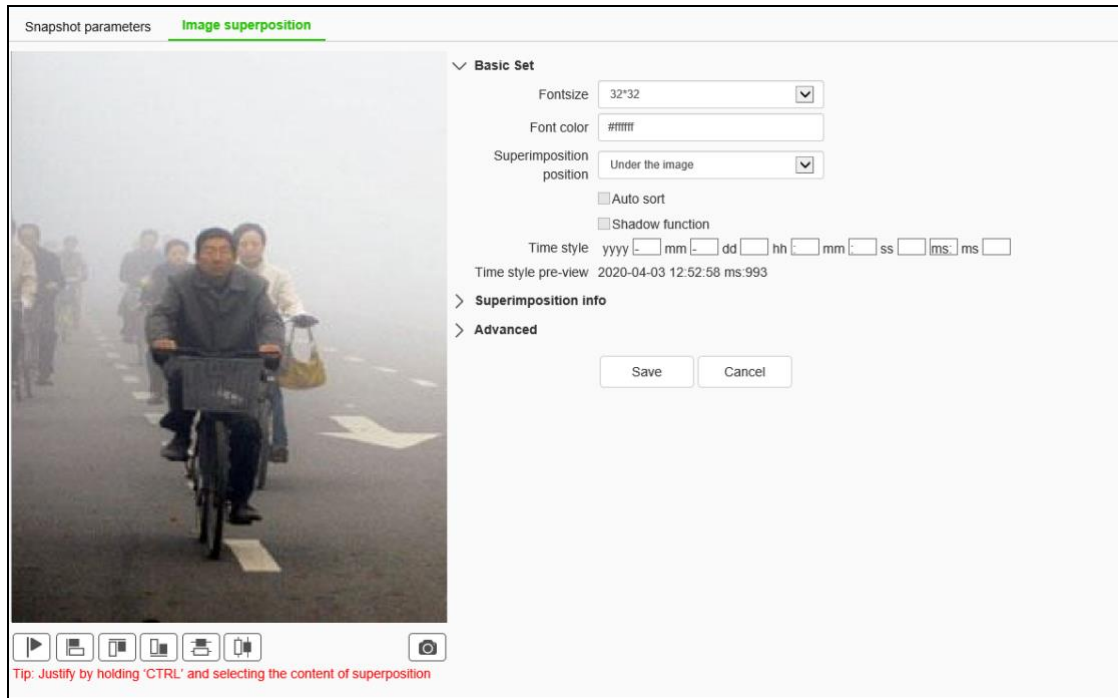 Snapshot parameters Image superposition
Basic Set
Fontsize 32*32
Font color #ffffff
Superimposition position Under the image
Auto sort
Shadow function
Time style yyyy - mm - dd hh : mm : ss ms: ms
Time style pre-view 2020-04-03 12:52:58 ms:993
Superimposition info
Advanced
Save Cancel
Tip: Justify by holding 'CTRL' and selecting the content of superposition